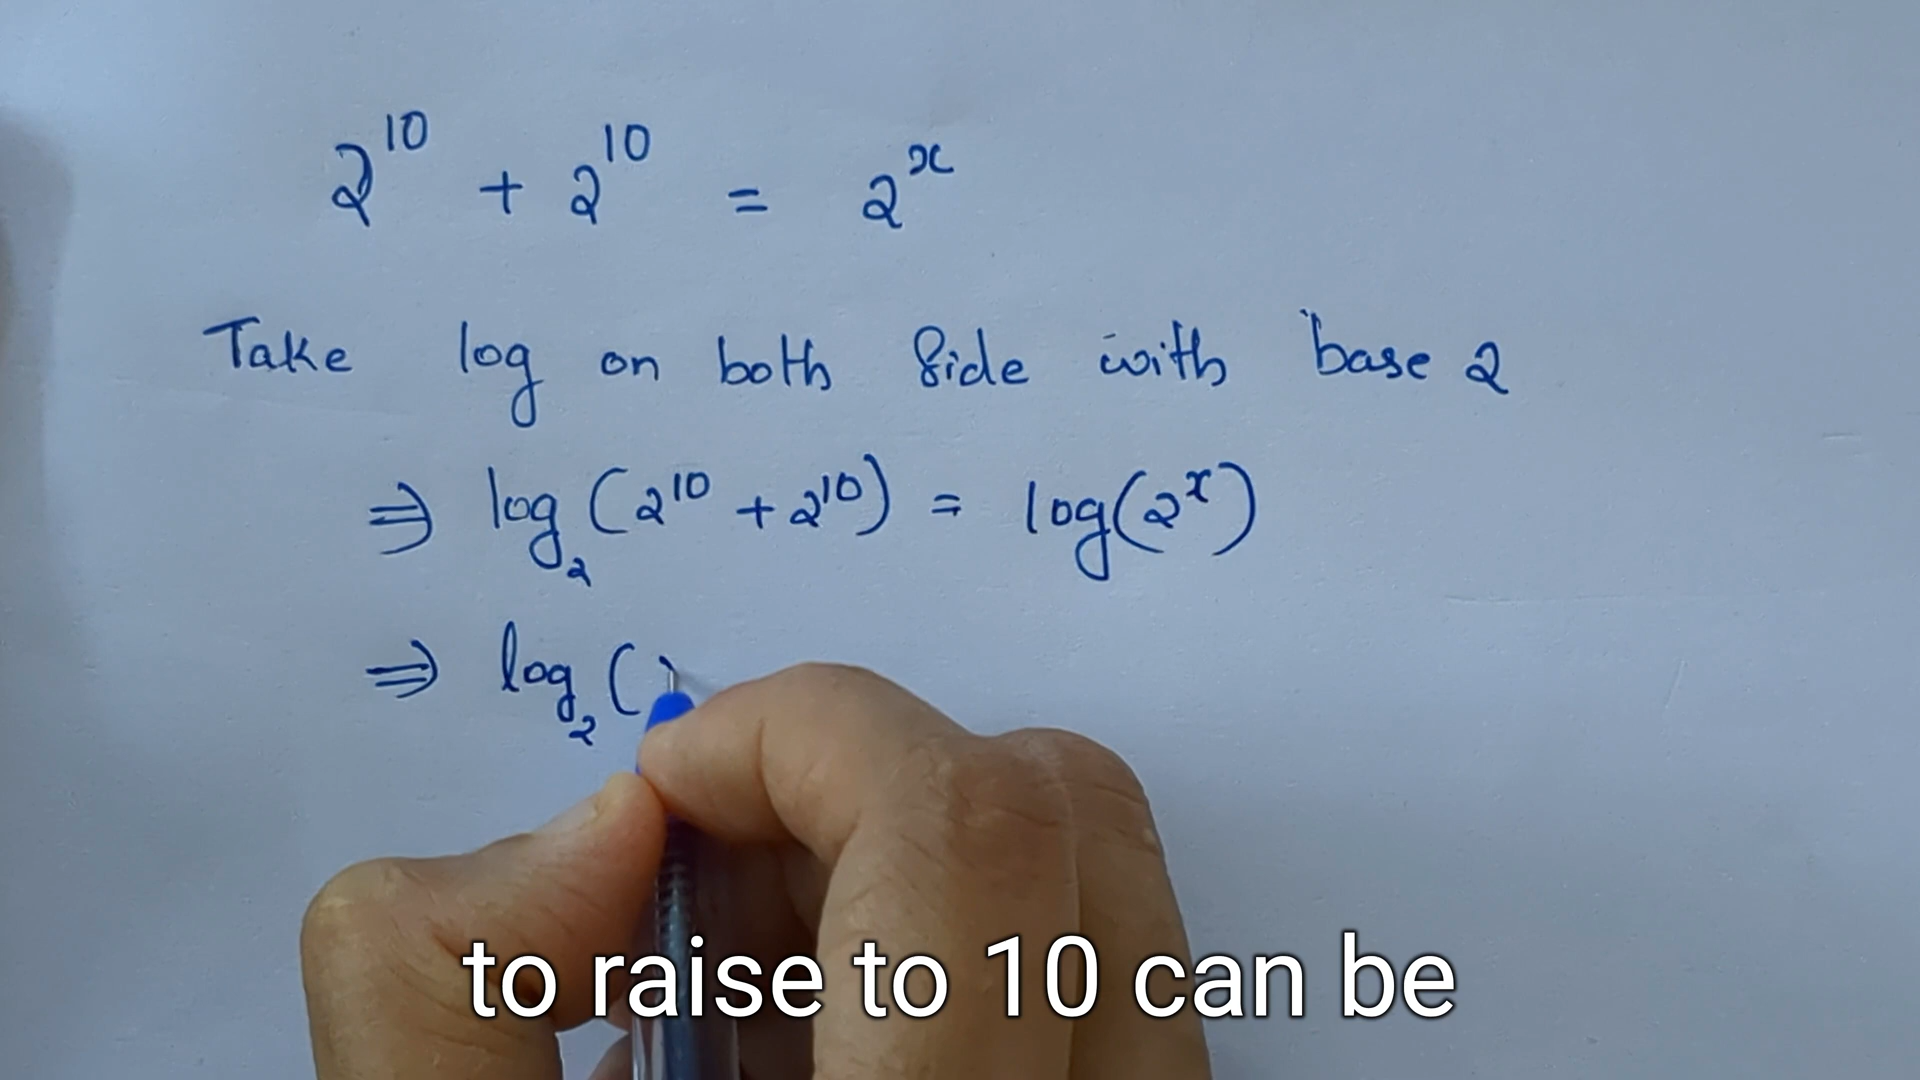 2^10 + 2^10 = 2^x
Take log on both Side with base 2
⇒ log_2 (2^10 + 2^10) = log(2^x)
⇒ log_2 (
to raise to 10 can be